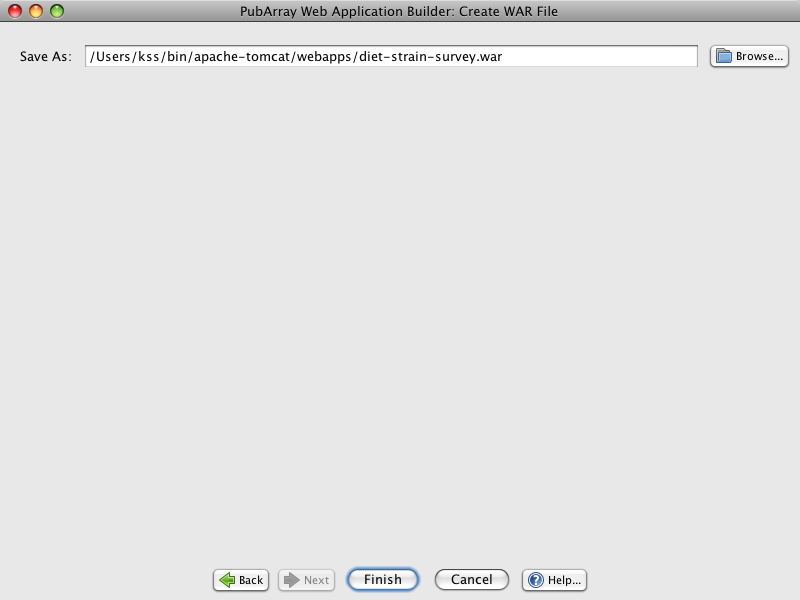 PubArray Web Application Builder: Create WAR File
Save As: /Users/kss/bin/apache-tomcat/webapps/diet-strain-survey.war Browse...
Back Next Finish Cancel Help...